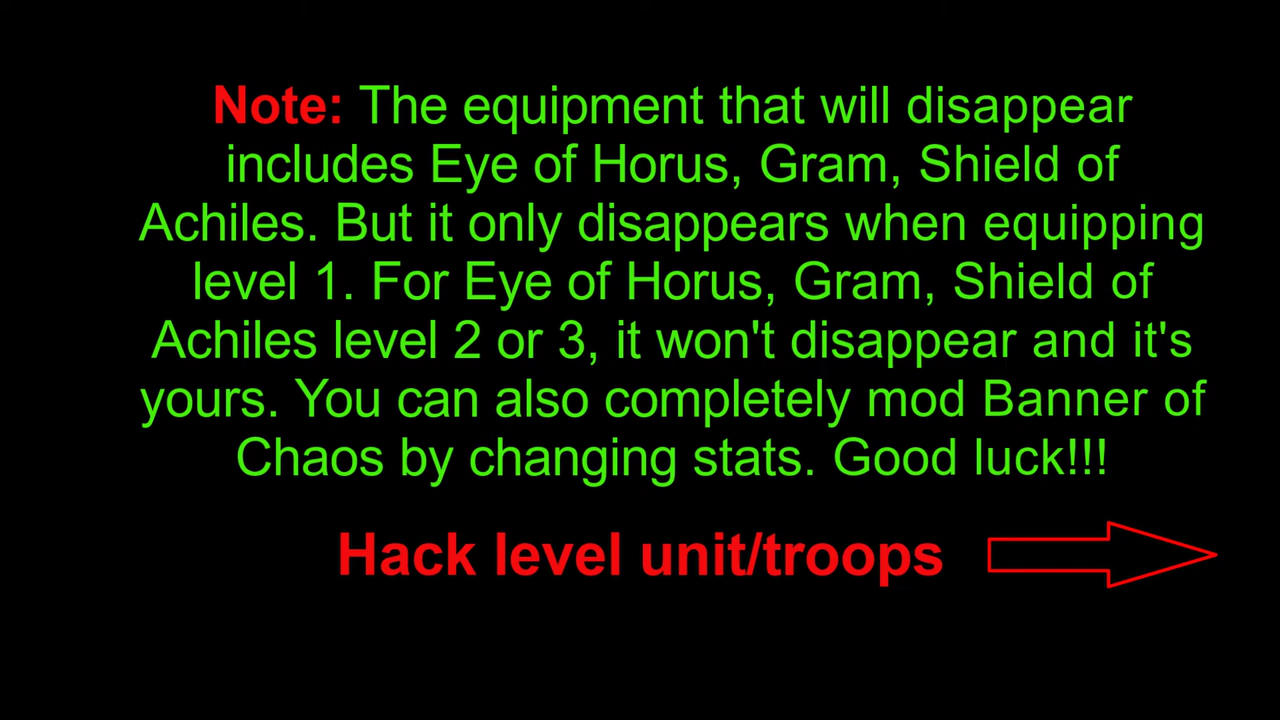 Note: The equipment that will disappear
includes Eye of Horus, Gram, Shield of
Achiles. But it only disappears when equipping
level 1. For Eye of Horus, Gram, Shield of
Achiles level 2 or 3, it won't disappear and it's
yours. You can also completely mod Banner of
Chaos by changing stats. Good luck!!!
Hack level unit/troops